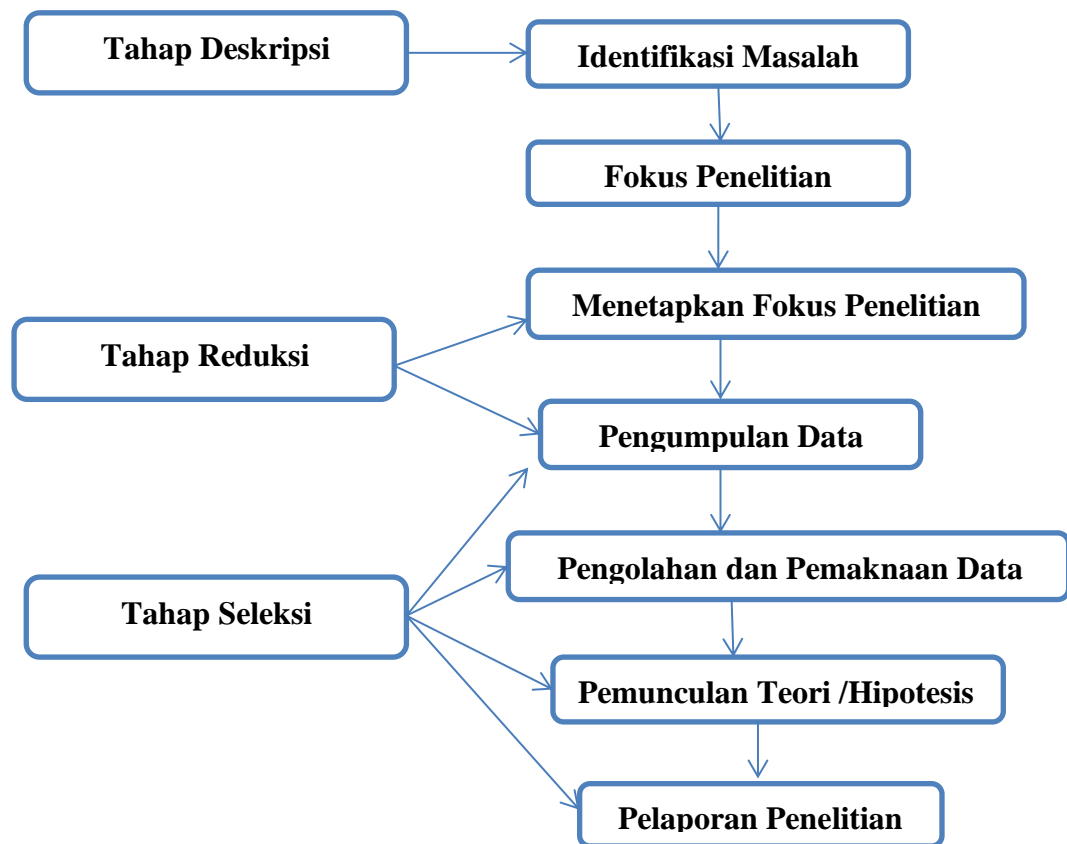 Tahap Deskripsi
Identifikasi Masalah
Fokus Penelitian
Menetapkan Fokus Penelitian
Tahap Reduksi
Pengumpulan Data
Pengolahan dan Pemaknaan Data
Tahap Seleksi
Pemunculan Teori /Hipotesis
Pelaporan Penelitian